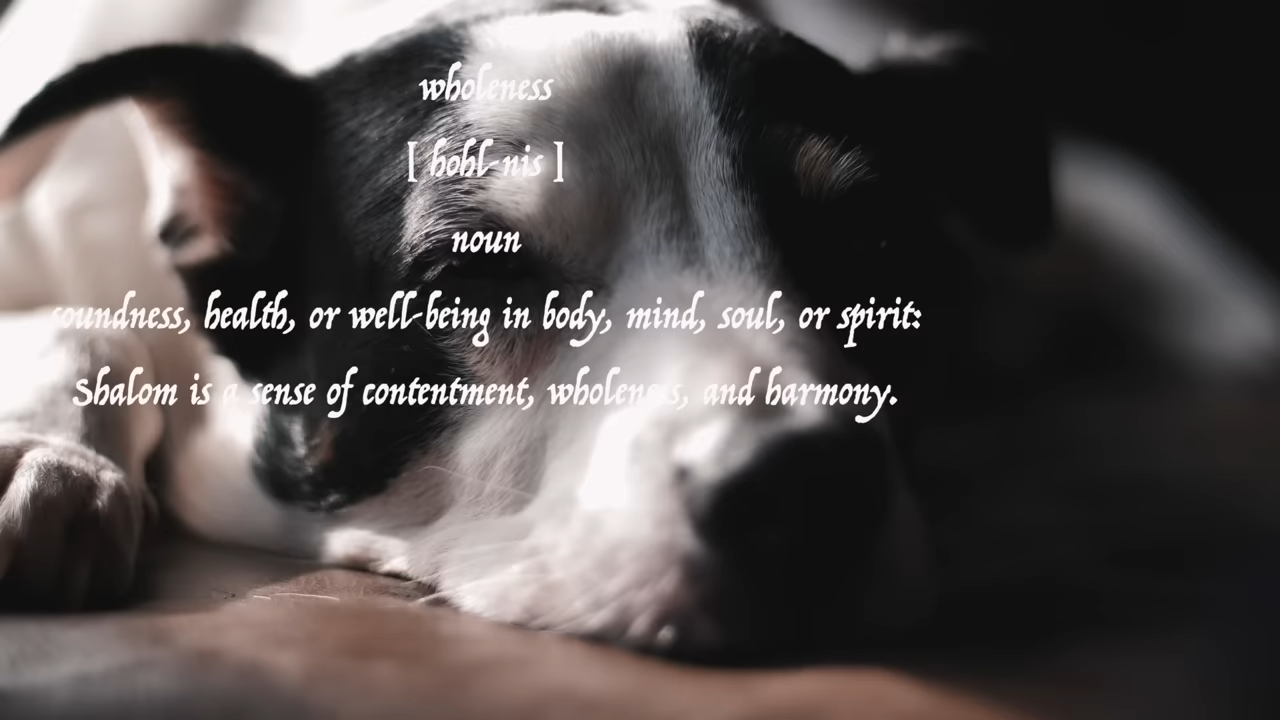 wholeness
[ hohl-nis ]
noun
soundness, health, or well-being in body, mind, soul, or spirit:
Shalom is a sense of contentment, wholeness, and harmony.